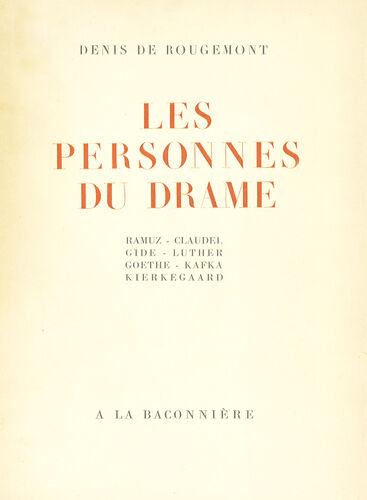 DENIS DE ROUGEMONT
LES
PERSONNES
DU DRAME
RAMUZ - CLAUDEL
GIDE - LUTHER
GOETHE - KAFKA
KIERKEGAARD
A LA BACONNIÈRE